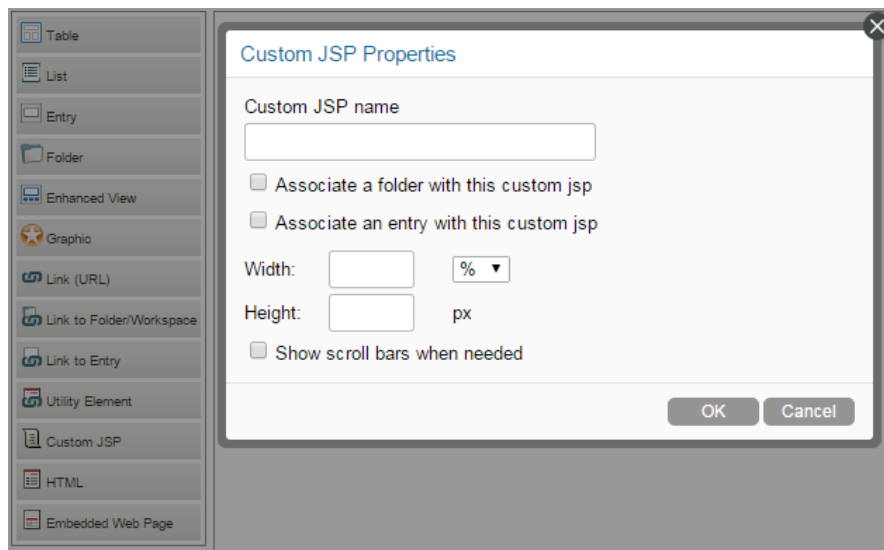 Table
List
Entry
Folder
Enhanced View
Graphic
Link (URL)
Link to Folder/Workspace
Link to Entry
Utility Element
Custom JSP
HTML
Embedded Web Page
Custom JSP Properties
Custom JSP name
Associate a folder with this custom jsp
Associate an entry with this custom jsp
Width: %
Height: px
Show scroll bars when needed
OK Cancel